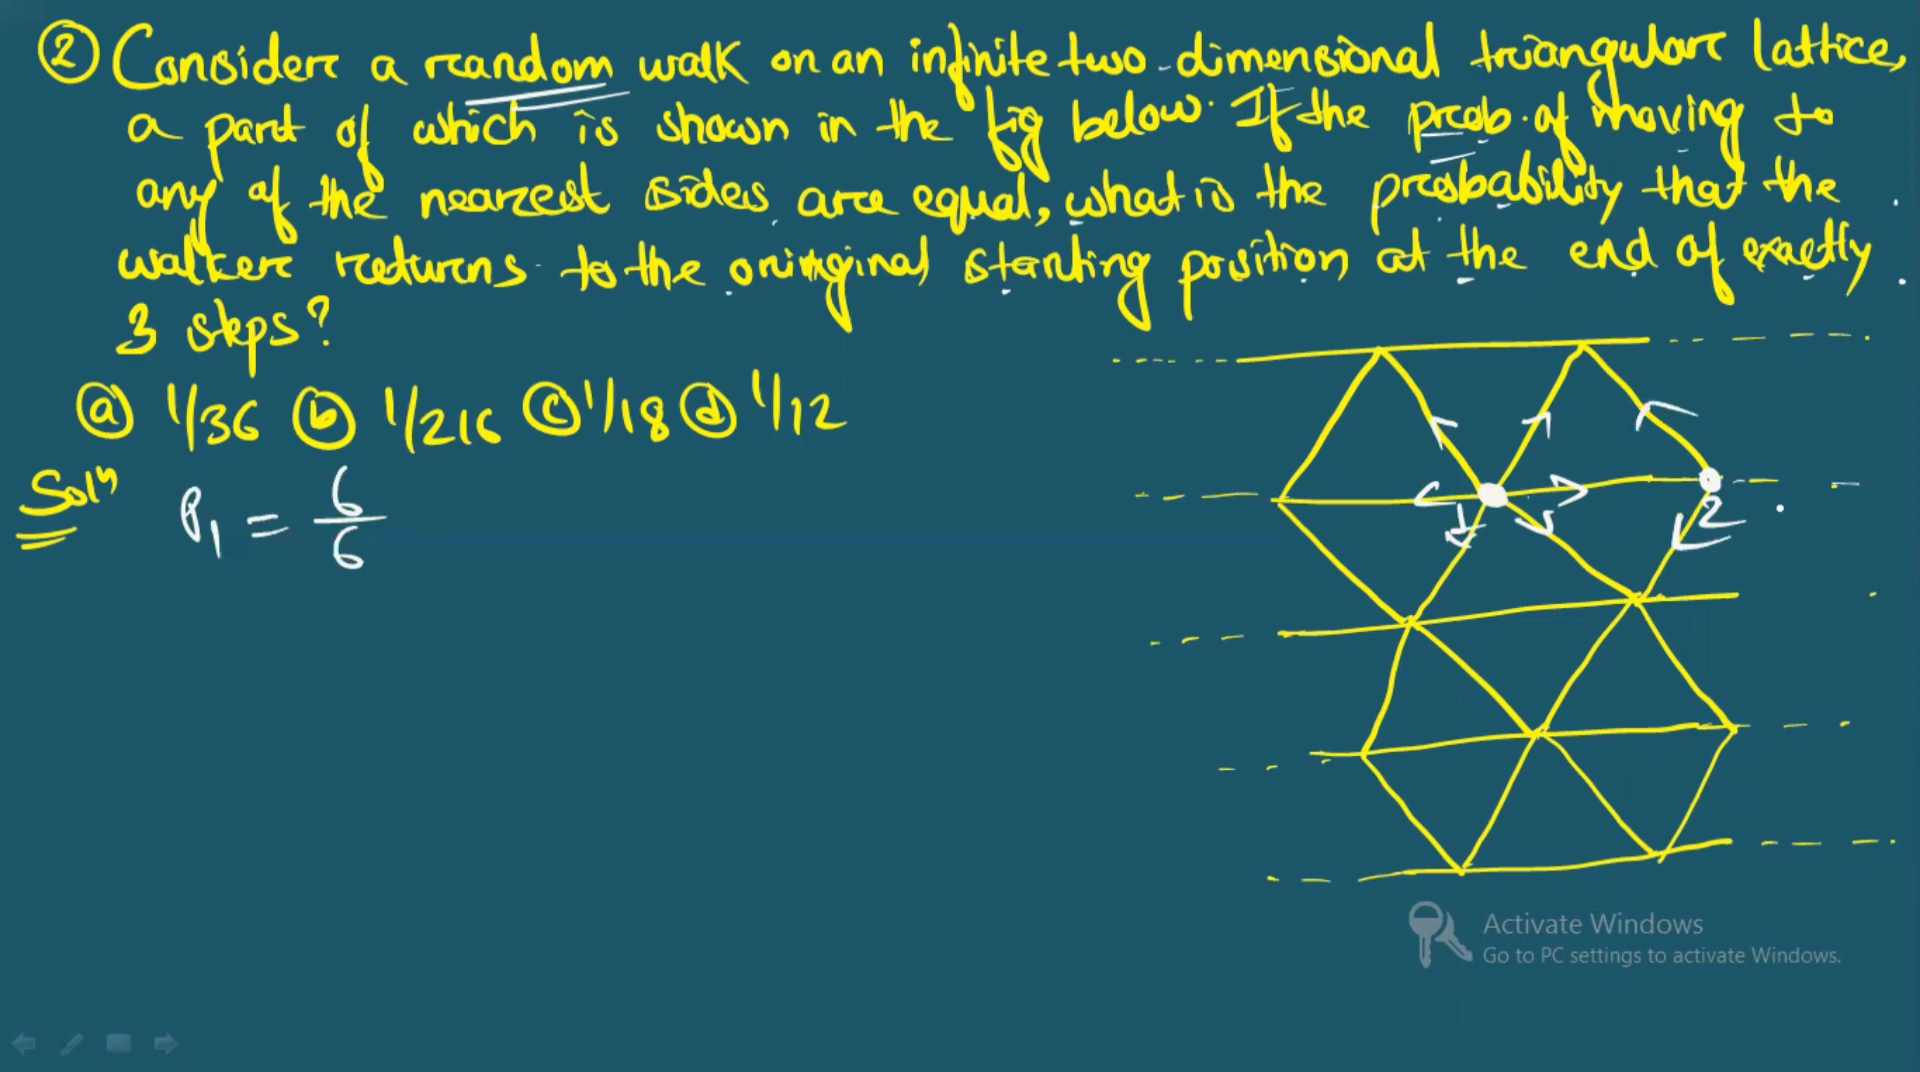 ② Consider a random walk on an infinite two-dimensional triangular lattice,
a part of which is shown in the fig below. If the prob. of moving to
any of the nearest sides are equal, what is the probability that the
walker returns to the original starting position at the end of exactly
3 steps?
ⓐ 1/36 ⓑ 1/216 ⓒ 1/18 ⓓ 1/12
Solⁿ P₁ = 6/6
1
2
Activate Windows
Go to PC settings to activate Windows.